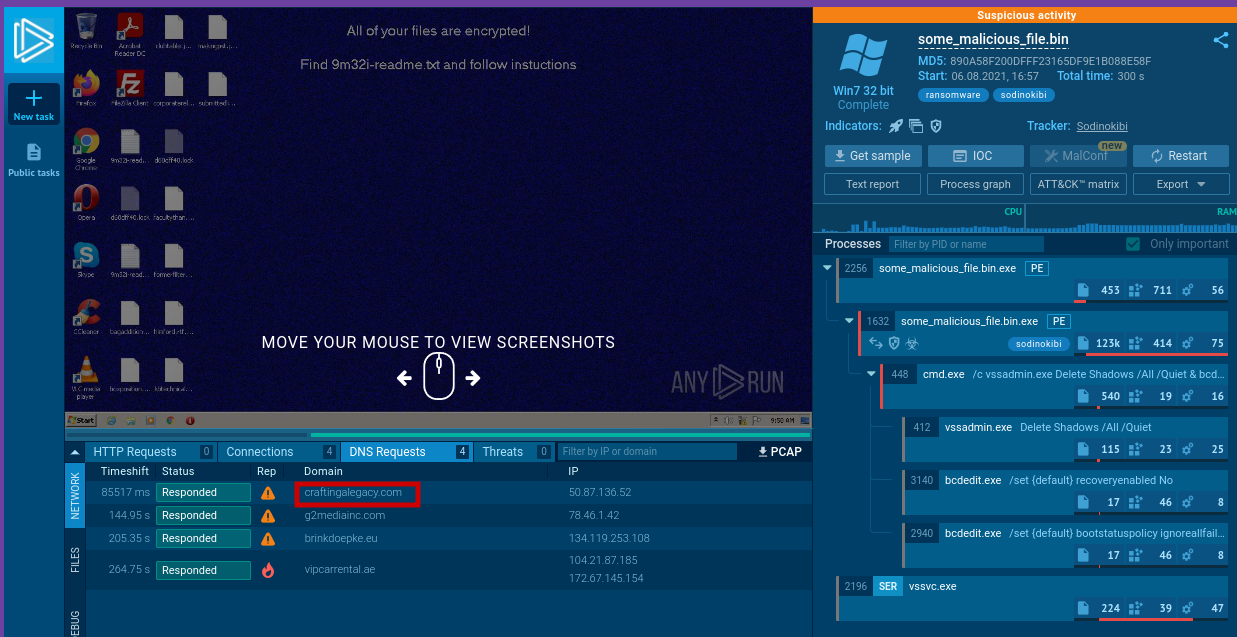 New task
Public tasks
All of your files are encrypted!
Find 9m32i-readme.txt and follow instuctions
Recycle Bin
Acrobat Reader DC
Firefox
FileZilla Client
Google Chrome
9m32i-read...
d60dff40.lock
Opera
d60dff40.lock
facultythan...
Skype
9m32i-read...
formerfilter...
CCleaner
VLC media player
MOVE YOUR MOUSE TO VIEW SCREENSHOTS
ANY RUN
Start
9:50 AM
HTTP Requests 0
Connections 4
DNS Requests 4
Threats 0
Filter by IP or domain
PCAP
NETWORK
FILES
DEBUG
Timeshift Status Rep Domain IP
85517 ms Responded craftingalegacy.com 50.87.136.52
144.95 s Responded g2mediainc.com 78.46.1.42
205.35 s Responded brinkdoepke.eu 134.119.253.108
264.75 s Responded vipcarrental.ae 104.21.87.185
172.67.145.154
Suspicious activity
some_malicious_file.bin
MD5: 890A58F200DFFF23165DF9E1B088E58F
Start: 06.08.2021, 16:57 Total time: 300 s
Win7 32 bit
Complete
ransomware sodinokibi
Indicators:
Tracker: Sodinokibi
new
Get sample IOC MalConf Restart
Text report Process graph ATT&CK™ matrix Export
CPU RAM
Processes Filter by PID or name Only important
2256 some_malicious_file.bin.exe PE
453 711 56
1632 some_malicious_file.bin.exe PE
sodinokibi 123k 414 75
448 cmd.exe /c vssadmin.exe Delete Shadows /All /Quiet & bcd...
540 19 16
412 vssadmin.exe Delete Shadows /All /Quiet
115 23 25
3140 bcdedit.exe /set {default} recoveryenabled No
17 46 8
2940 bcdedit.exe /set {default} bootstatuspolicy ignoreallfail...
17 46 8
2196 SER vssvc.exe
224 39 47